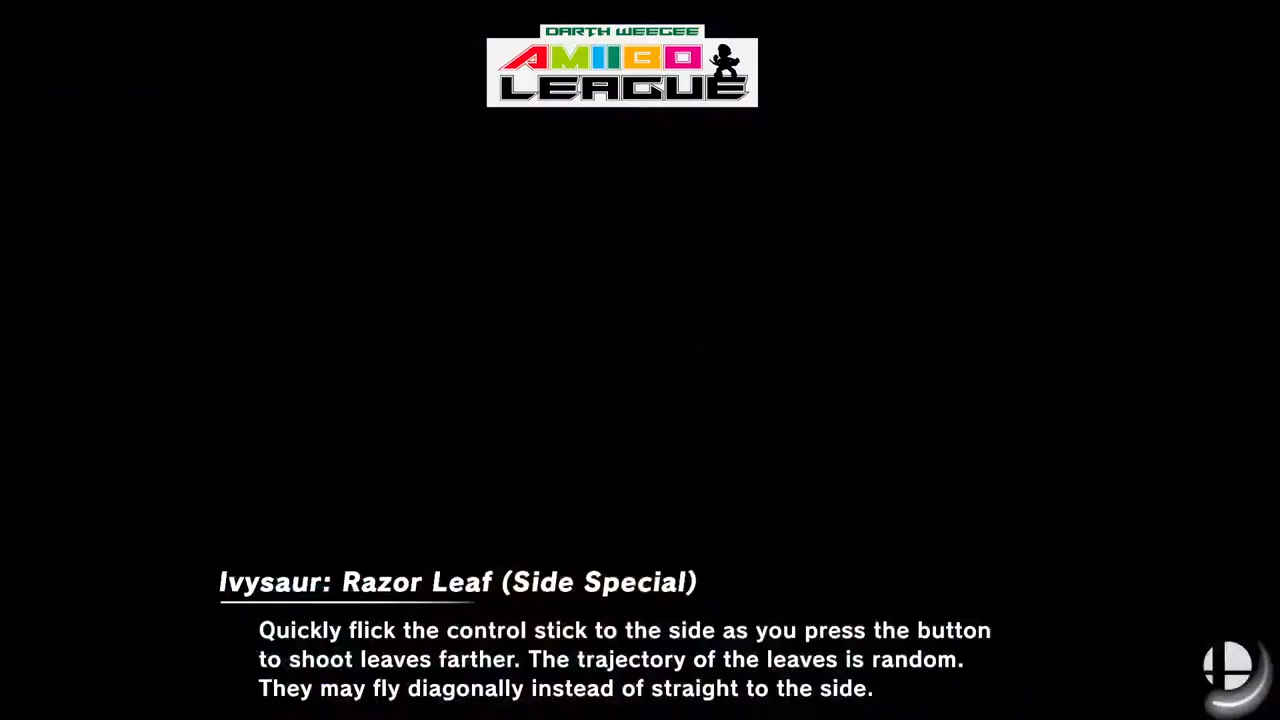 DARTH WEEGEE
AMIIBO
LEAGUE
Ivysaur: Razor Leaf (Side Special)
Quickly flick the control stick to the side as you press the button
to shoot leaves farther. The trajectory of the leaves is random.
They may fly diagonally instead of straight to the side.